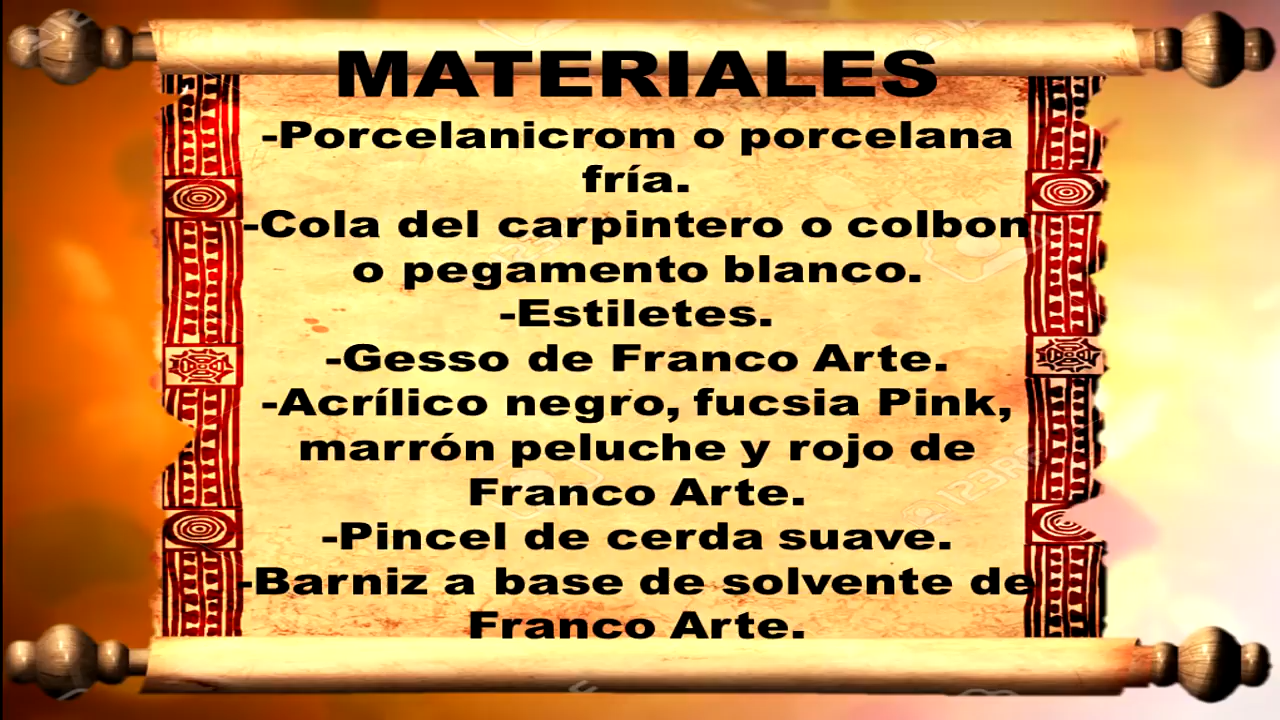 MATERIALES
-Porcelanicrom o porcelana
fría.
-Cola del carpintero o colbon
o pegamento blanco.
-Estiletes.
-Gesso de Franco Arte.
-Acrílico negro, fucsia Pink,
marrón peluche y rojo de
Franco Arte.
-Pincel de cerda suave.
-Barniz a base de solvente de
Franco Arte.